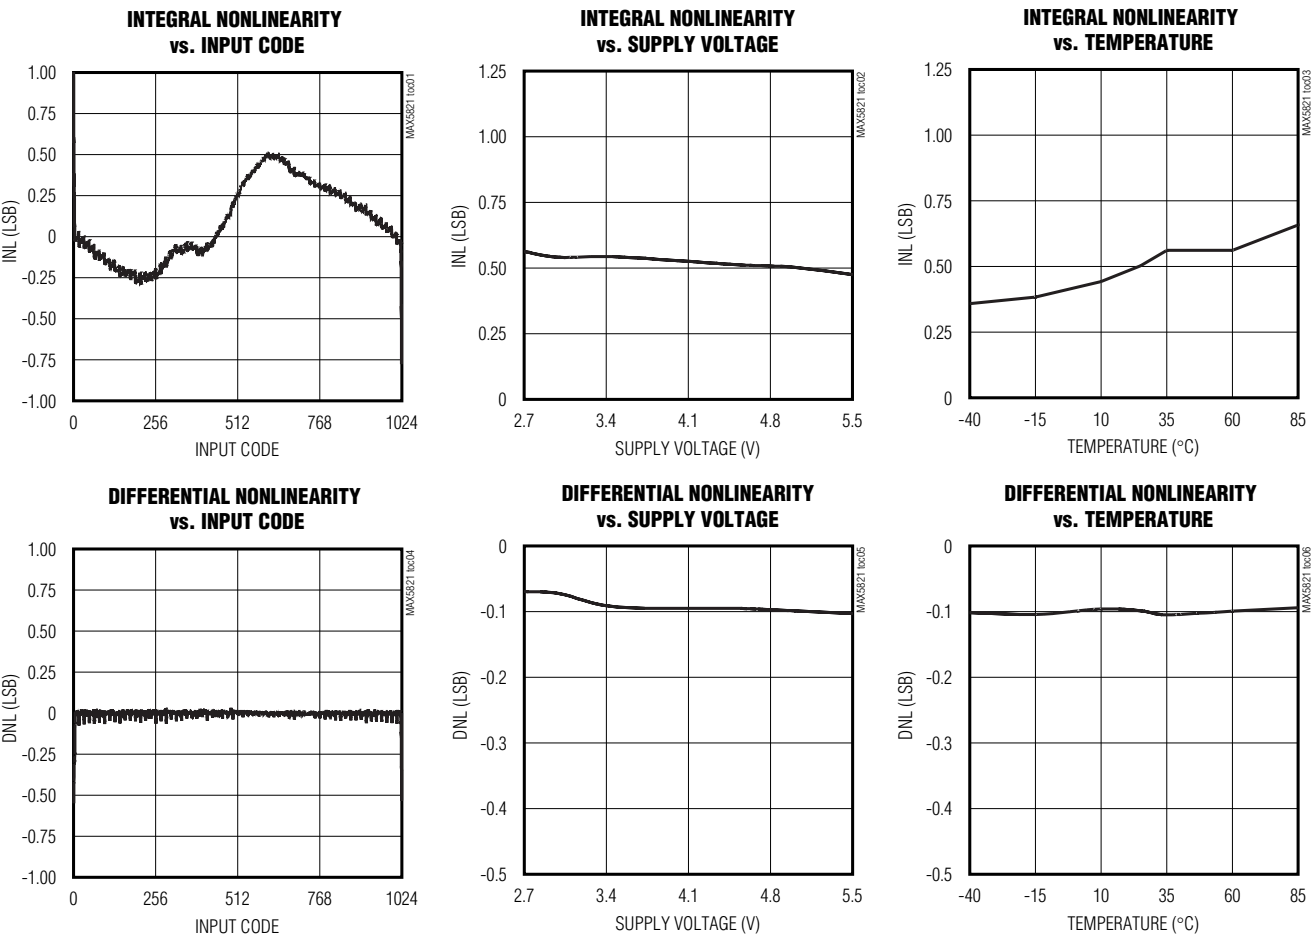 INTEGRAL NONLINEARITY
vs. INPUT CODE
1.00
0.75
0.50
0.25
0
-0.25
-0.50
-0.75
-1.00
INL (LSB)
0 256 512 768 1024
INPUT CODE
MAX5821 toc01
INTEGRAL NONLINEARITY
vs. SUPPLY VOLTAGE
1.25
1.00
0.75
0.50
0.25
0
INL (LSB)
2.7 3.4 4.1 4.8 5.5
SUPPLY VOLTAGE (V)
MAX5821 toc02
INTEGRAL NONLINEARITY
vs. TEMPERATURE
1.25
1.00
0.75
0.50
0.25
0
INL (LSB)
-40 -15 10 35 60 85
TEMPERATURE (°C)
MAX5821 toc03
DIFFERENTIAL NONLINEARITY
vs. INPUT CODE
1.00
0.75
0.50
0.25
0
-0.25
-0.50
-0.75
-1.00
DNL (LSB)
0 256 512 768 1024
INPUT CODE
MAX5821 toc04
DIFFERENTIAL NONLINEARITY
vs. SUPPLY VOLTAGE
0
-0.1
-0.2
-0.3
-0.4
-0.5
DNL (LSB)
2.7 3.4 4.1 4.8 5.5
SUPPLY VOLTAGE (V)
MAX5821 toc05
DIFFERENTIAL NONLINEARITY
vs. TEMPERATURE
0
-0.1
-0.2
-0.3
-0.4
-0.5
DNL (LSB)
-40 -15 10 35 60 85
TEMPERATURE (°C)
MAX5821 toc06